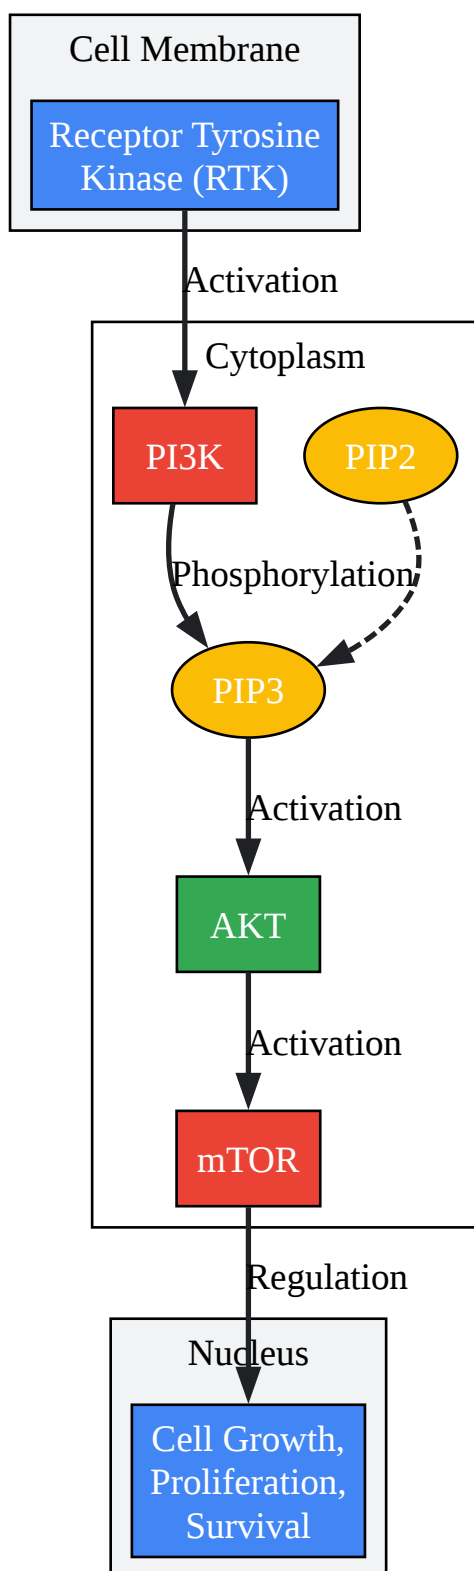 Cell Membrane
Receptor Tyrosine
Kinase (RTK)
Activation
Cytoplasm
PI3K
PIP2
Phosphorylation
PIP3
Activation
AKT
Activation
mTOR
Regulation
Nucleus
Cell Growth,
Proliferation,
Survival